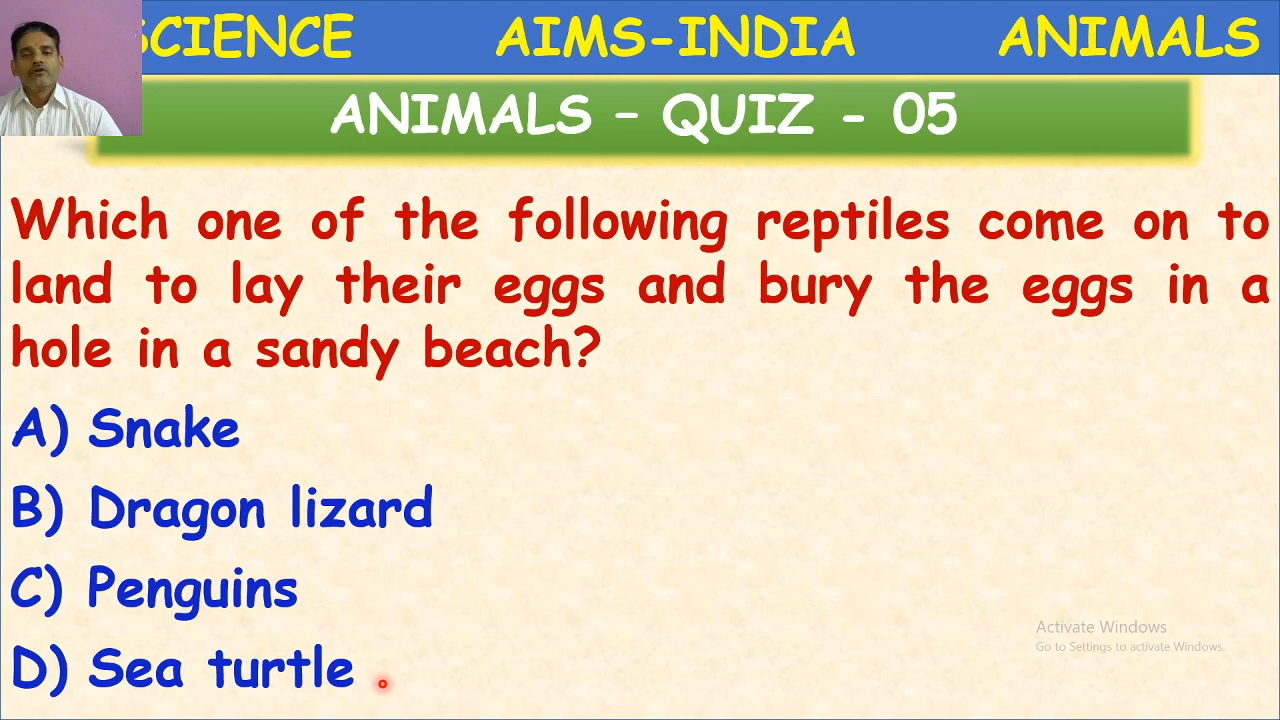 SCIENCE AIMS-INDIA ANIMALS
ANIMALS - QUIZ - 05
Which one of the following reptiles come on to
land to lay their eggs and bury the eggs in a
hole in a sandy beach?
A) Snake
B) Dragon lizard
C) Penguins
D) Sea turtle
Activate Windows
Go to Settings to activate Windows.